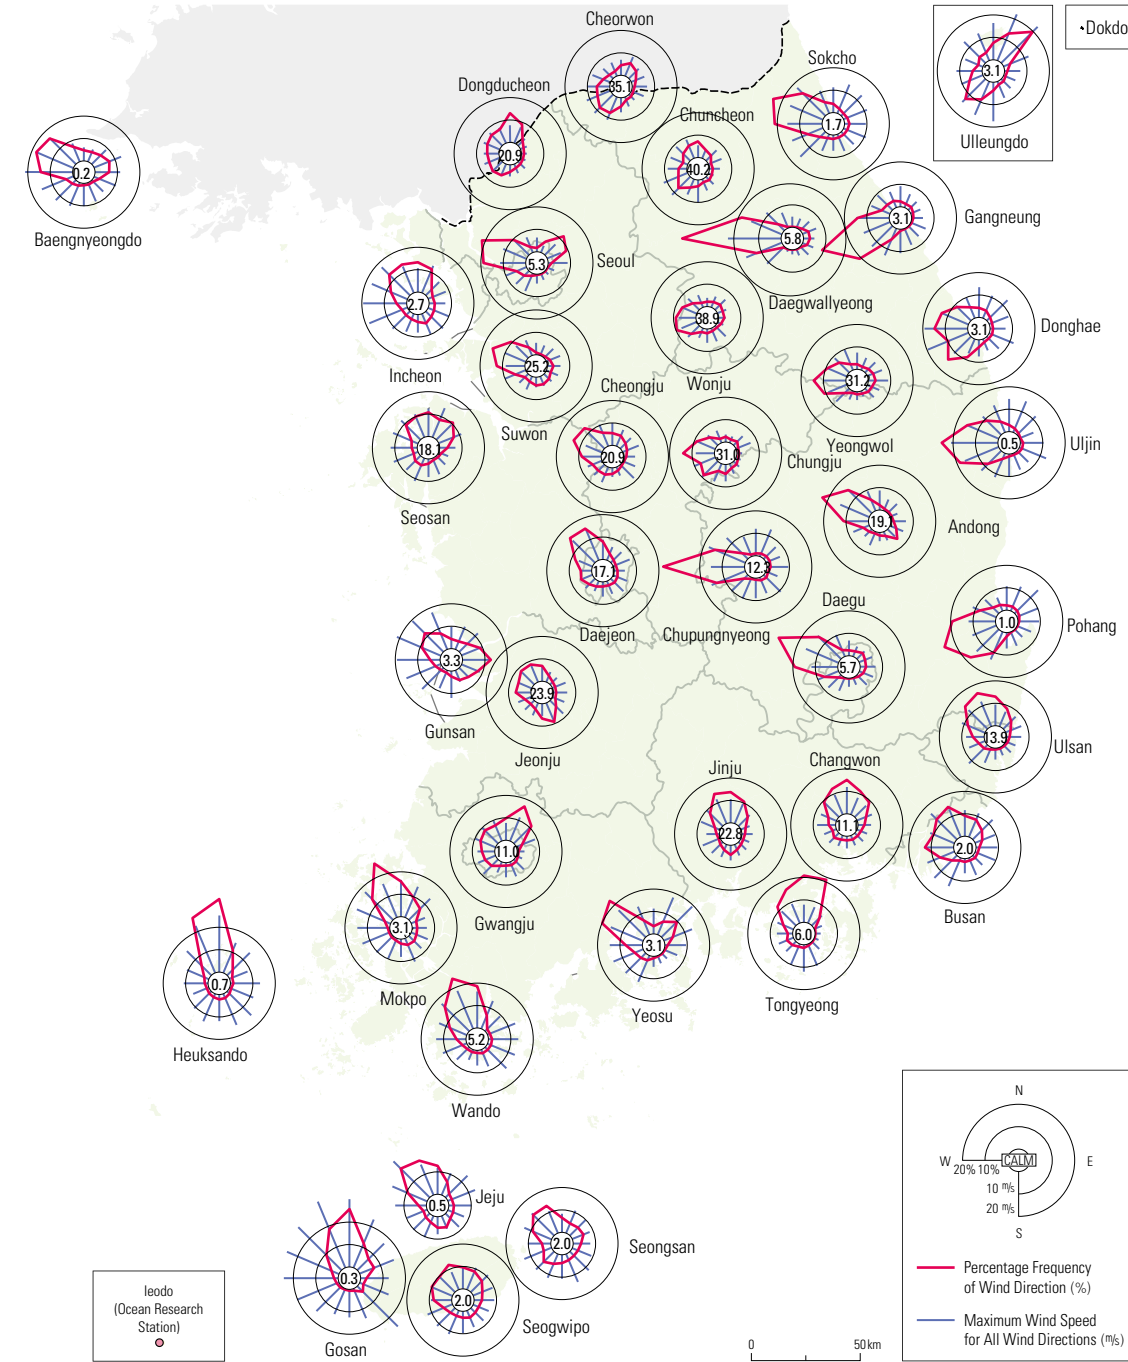 Cheorwon
35.1
Dokdo
Sokcho
1.7
3.1
Ulleungdo
Dongducheon
20.9
Chuncheon
40.2
0.2
Baengnyeongdo
3.1
Gangneung
5.8
Daegwallyeong
5.3
Seoul
2.7
Incheon
38.9
Wonju
3.1
Donghae
25.2
Suwon
31.2
Yeongwol
Cheongju
20.9
31.0
Chungju
0.5
Uljin
18.1
Seosan
19.1
Andong
17.1
Daejeon
12.3
Chupungnyeong
Daegu
5.7
1.0
Pohang
3.3
Gunsan
23.9
Jeonju
13.9
Ulsan
Jinju
22.8
Changwon
11.1
2.0
Busan
11.0
Gwangju
3.1
Mokpo
3.1
Yeosu
6.0
Tongyeong
0.7
Heuksando
5.2
Wando
0.5
Jeju
2.0
Seongsan
0.3
Gosan
2.0
Seogwipo
Ieodo
(Ocean Research
Station)
0 50 km
N
W 20% 10% CALM E
10 m/s
20 m/s
S
Percentage Frequency
of Wind Direction (%)
Maximum Wind Speed
for All Wind Directions (m/s)